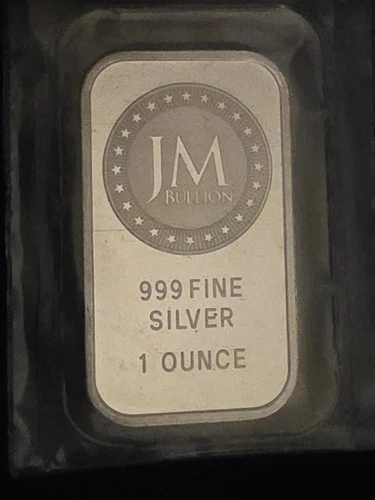 JM
BULLION
999 FINE
SILVER
1 OUNCE